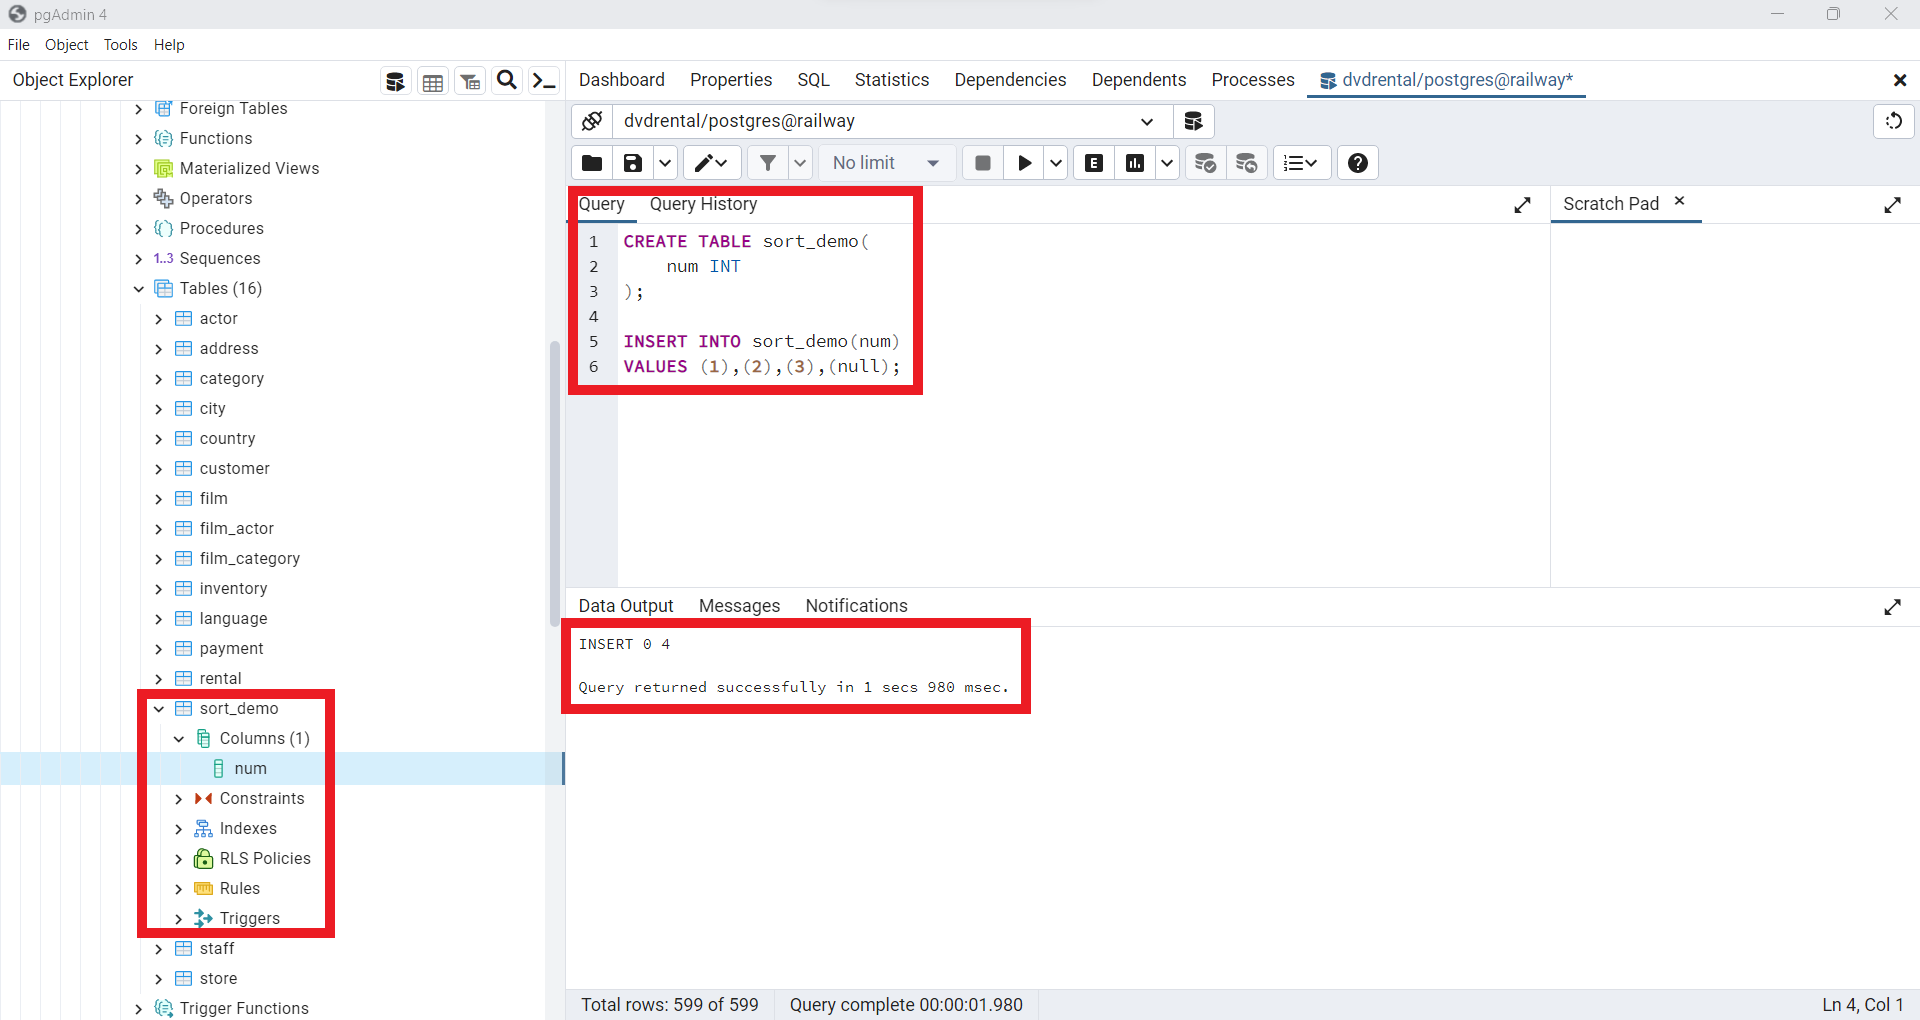 pgAdmin 4
File Object Tools Help
Object Explorer
Dashboard Properties SQL Statistics Dependencies Dependents Processes dvdrental/postgres@railway*
Foreign Tables
Functions
Materialized Views
Operators
Procedures
1..3 Sequences
Tables (16)
actor
address
category
city
country
customer
film
film_actor
film_category
inventory
language
payment
rental
sort_demo
Columns (1)
num
Constraints
Indexes
RLS Policies
Rules
Triggers
staff
store
Trigger Functions
dvdrental/postgres@railway
No limit
E
Query Query History
Scratch Pad
1 CREATE TABLE sort_demo(
2 num INT
3 );
4
5 INSERT INTO sort_demo(num)
6 VALUES (1),(2),(3),(null);
Data Output Messages Notifications
INSERT 0 4
Query returned successfully in 1 secs 980 msec.
Total rows: 599 of 599 Query complete 00:00:01.980 Ln 4, Col 1